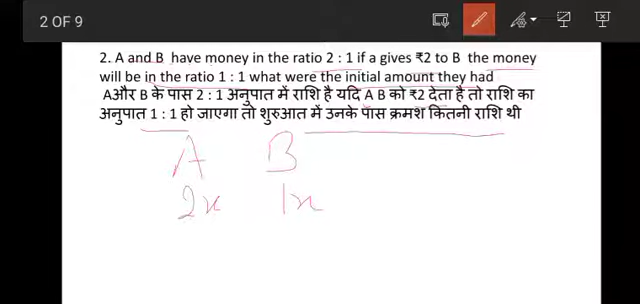 2 OF 9
2. A and B have money in the ratio 2 : 1 if a gives ₹2 to B the money
will be in the ratio 1 : 1 what were the initial amount they had
Aऔर B के पास 2 : 1 अनुपात में राशि है यदि A B को ₹2 देता है तो राशि का
अनुपात 1 : 1 हो जाएगा तो शुरुआत में उनके पास क्रमश कितनी राशि थी
A B
2x 1x